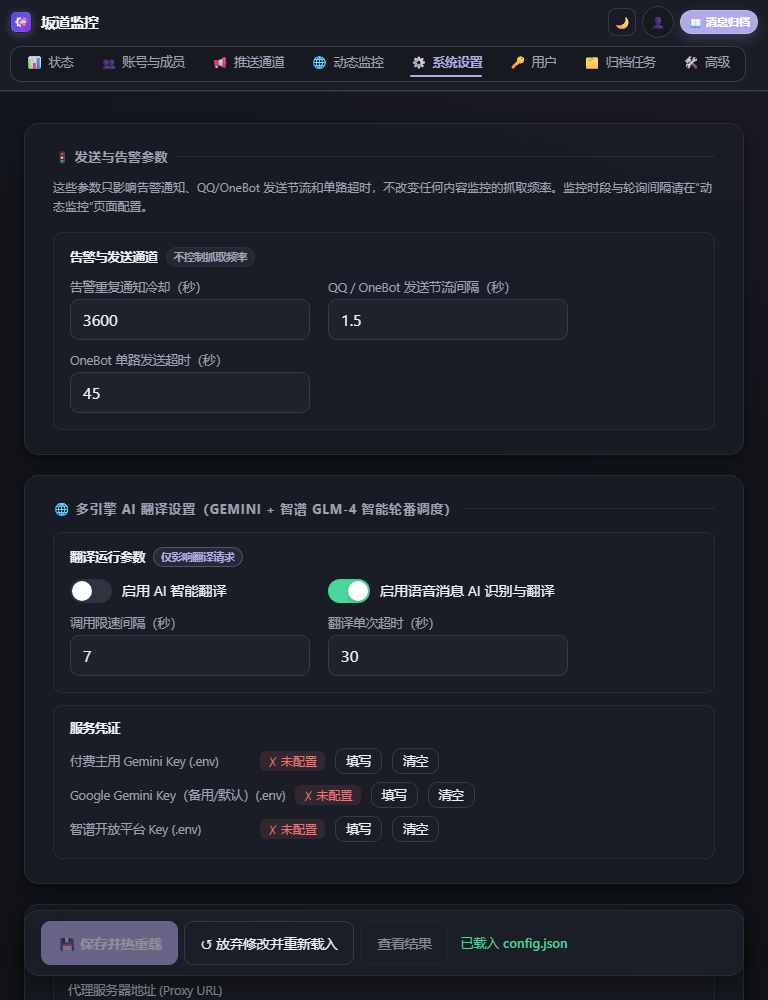 坂道监控
消息归档
状态
账号与成员
推送通道
动态监控
系统设置
用户
归档任务
高级
发送与告警参数
这些参数只影响告警通知、QQ/OneBot 发送节流和单路超时，不改变任何内容监控的抓取频率。监控时段与轮询间隔请在"动
态监控"页面配置。
告警与发送通道 不控制抓取频率
告警重复通知冷却（秒）
QQ / OneBot 发送节流间隔（秒）
3600
1.5
OneBot 单路发送超时（秒）
45
多引擎 AI 翻译设置（GEMINI + 智谱 GLM-4 智能轮番调度）
翻译运行参数 仅影响翻译请求
启用 AI 智能翻译
启用语音消息 AI 识别与翻译
调用限速间隔（秒）
翻译单次超时（秒）
7
30
服务凭证
付费主用 Gemini Key (.env) ✗ 未配置 填写 清空
Google Gemini Key（备用/默认）(.env) ✗ 未配置 填写 清空
智谱开放平台 Key (.env) ✗ 未配置 填写 清空
保存并热重载
↺ 放弃修改并重新载入
查看结果
已载入 config.json
代理服务器地址 (Proxy URL)